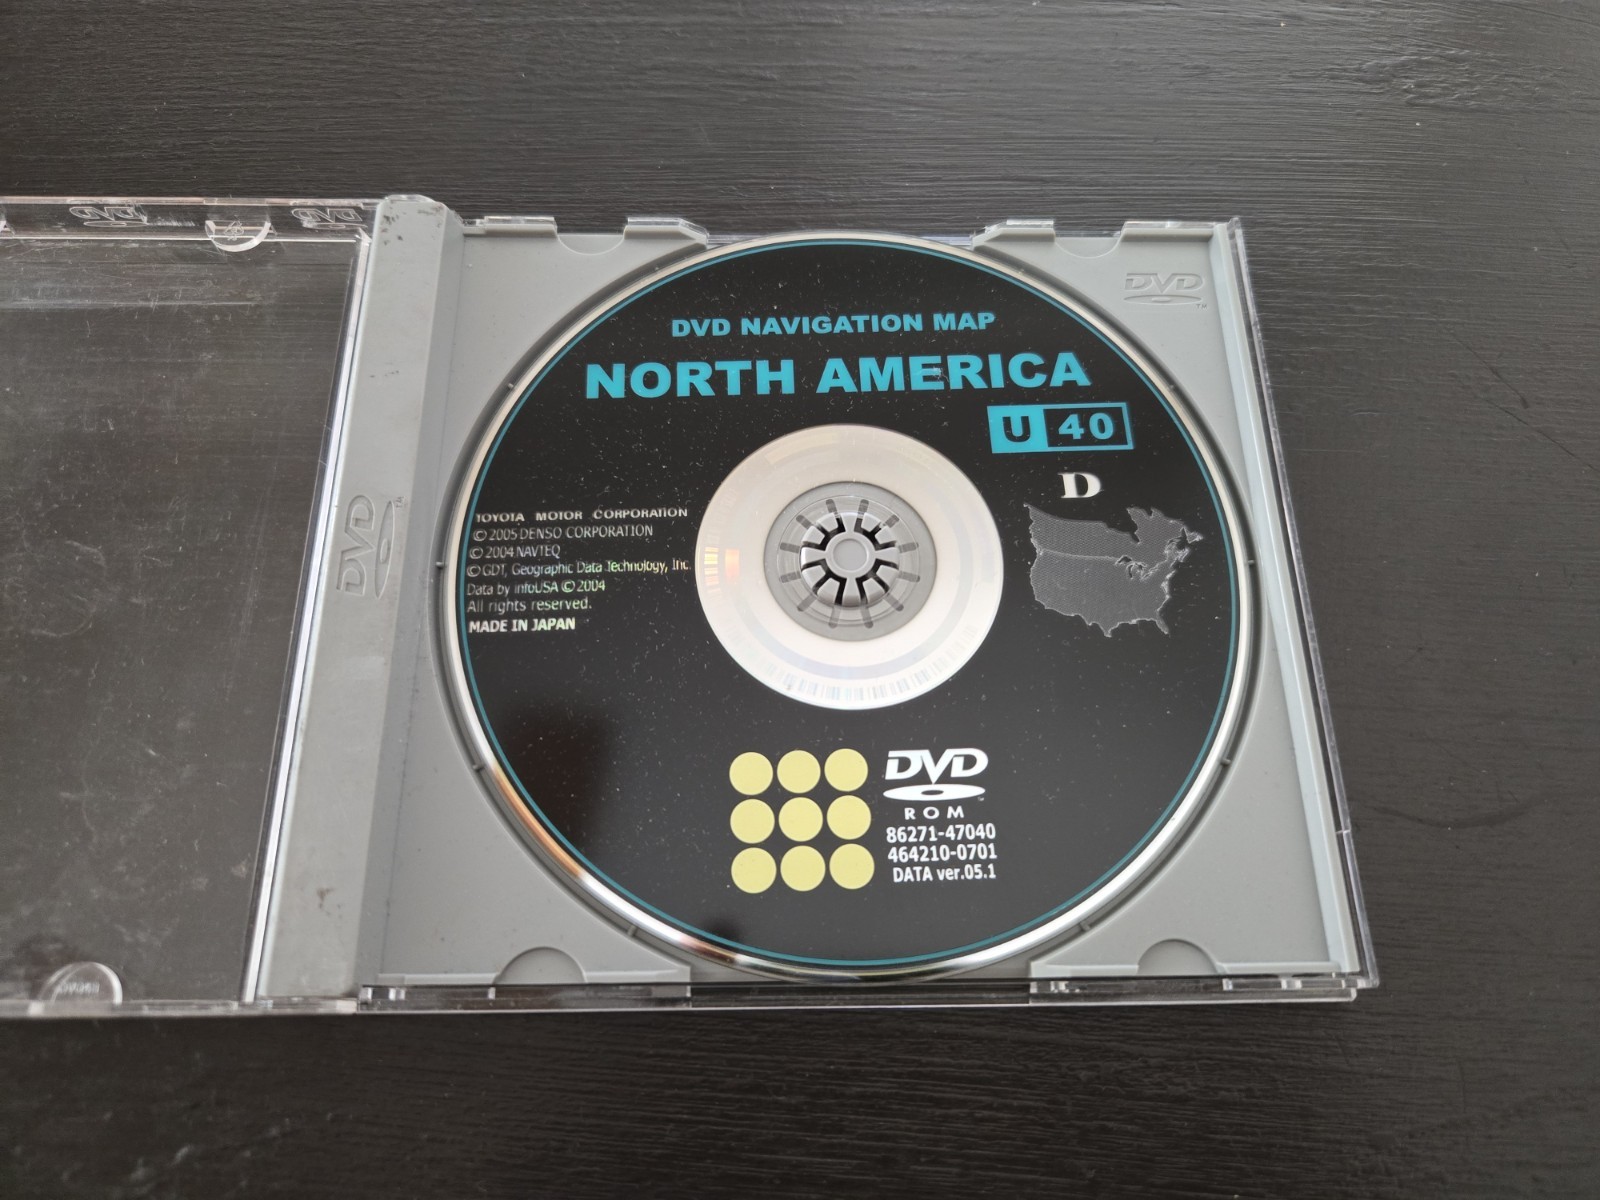 DVD
DVD NAVIGATION MAP
NORTH AMERICA
U 40
D
TOYOTA MOTOR CORPORATION
© 2005 DENSO CORPORATION
© 2004 NAVTEQ
© GDT, Geographic Data Technology, Inc.
Data by infoUSA © 2004
All rights reserved.
MADE IN JAPAN
DVD
DVD
ROM
86271-47040
464210-0701
DATA ver.05.1